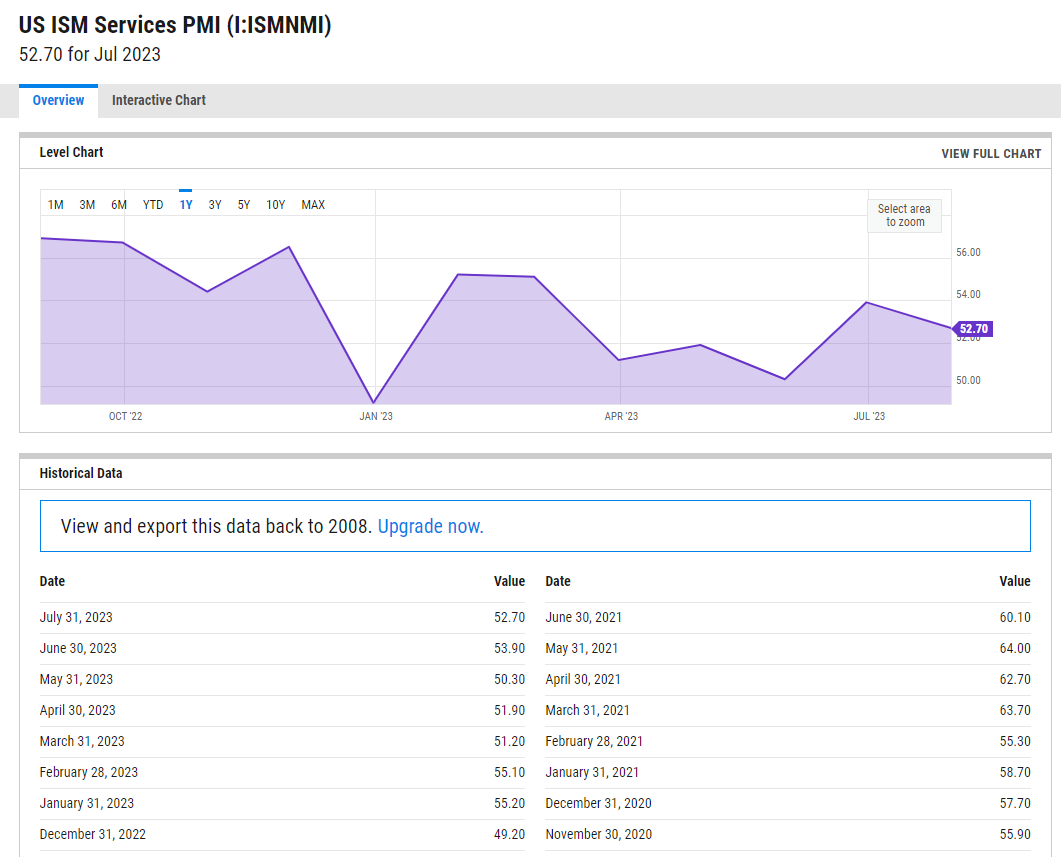 US ISM Services PMI (I:ISMNMI)
52.70 for Jul 2023
Overview Interactive Chart
Level Chart VIEW FULL CHART
1M 3M 6M YTD 1Y 3Y 5Y 10Y MAX
Select area
to zoom
56.00
54.00
52.70
52.00
50.00
OCT '22 JAN '23 APR '23 JUL '23
Historical Data
View and export this data back to 2008. Upgrade now.
Date Value Date Value
July 31, 2023 52.70 June 30, 2021 60.10
June 30, 2023 53.90 May 31, 2021 64.00
May 31, 2023 50.30 April 30, 2021 62.70
April 30, 2023 51.90 March 31, 2021 63.70
March 31, 2023 51.20 February 28, 2021 55.30
February 28, 2023 55.10 January 31, 2021 58.70
January 31, 2023 55.20 December 31, 2020 57.70
December 31, 2022 49.20 November 30, 2020 55.90